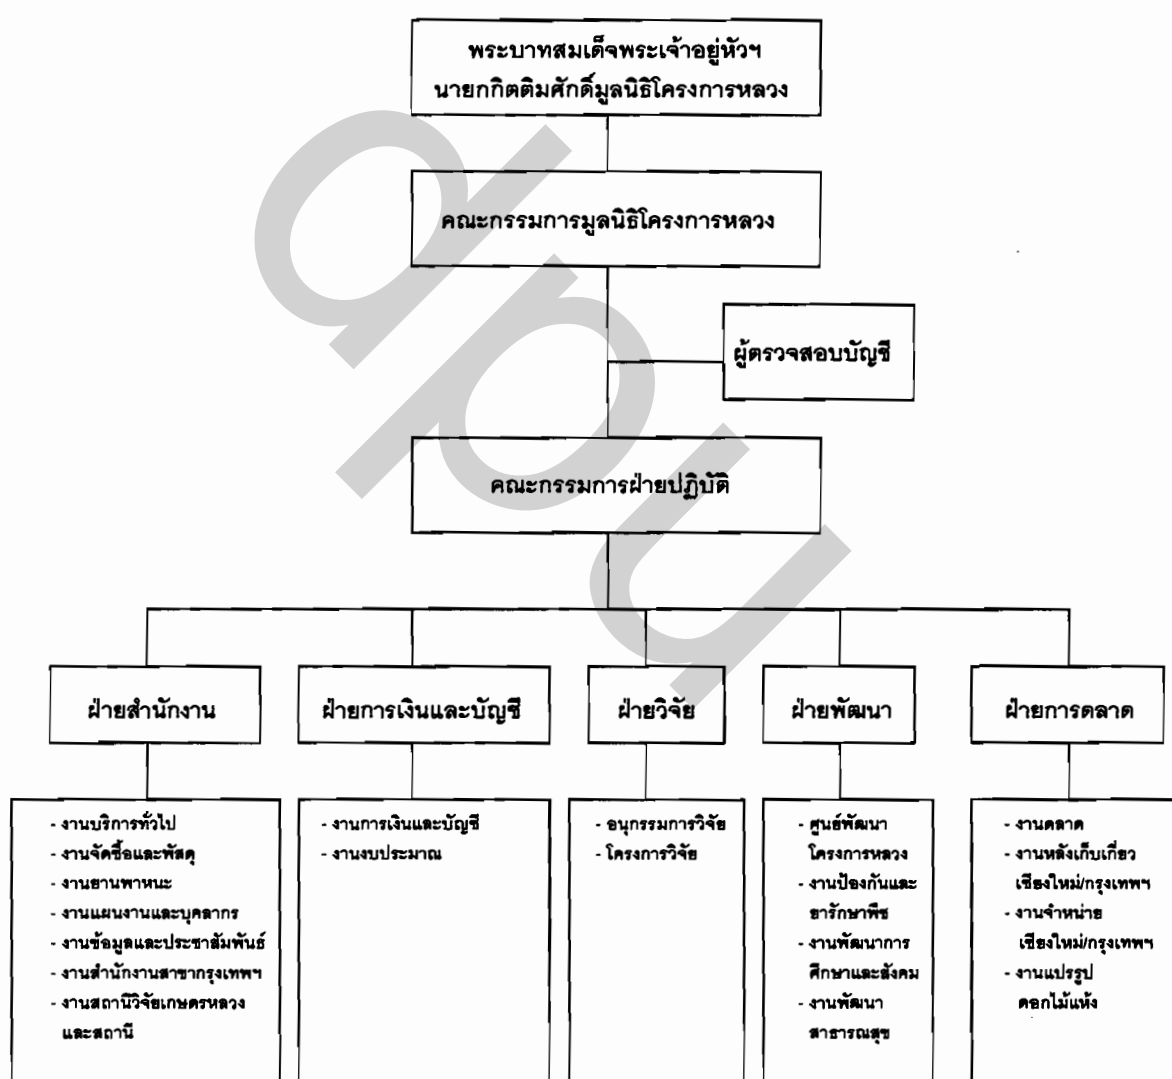 พระบาทสมเด็จพระเจ้าอยู่หัวฯ
นายกกิตติมศักดิ์มูลนิธิโครงการหลวง
คณะกรรมการมูลนิธิโครงการหลวง
ผู้ตรวจสอบบัญชี
คณะกรรมการฝ่ายปฏิบัติ
dpu
ฝ่ายสำนักงาน
ฝ่ายการเงินและบัญชี
ฝ่ายวิจัย
ฝ่ายพัฒนา
ฝ่ายการตลาด
- งานบริการทั่วไป
- งานจัดซื้อและพัสดุ
- งานยานพาหนะ
- งานแผนงานและบุคลากร
- งานข้อมูลและประชาสัมพันธ์
- งานสำนักงานสาขากรุงเทพฯ
- งานสถานีวิจัยเกษตรหลวง
และสถานี
- งานการเงินและบัญชี
- งานงบประมาณ
- อนุกรรมการวิจัย
- โครงการวิจัย
- ศูนย์พัฒนา
โครงการหลวง
- งานป้องกันและ
ยารักษาพืช
- งานพัฒนาการ
ศึกษาและสังคม
- งานพัฒนา
สาธารณสุข
- งานตลาด
- งานหลังเก็บเกี่ยว
เชียงใหม่/กรุงเทพฯ
- งานจำหน่าย
เชียงใหม่/กรุงเทพฯ
- งานแปรรูป
ดอกไม้แห้ง